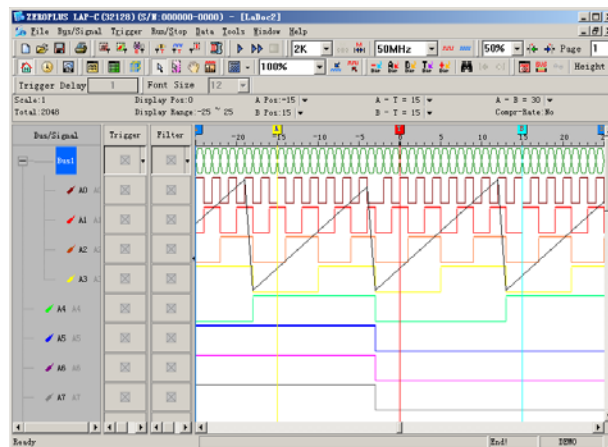 ZEROPLUS LAP-C(32128) (S/N:000000-0000) - [LaDoc2]
File Bus/Signal Trigger Run/Stop Data Tools Window Help
2K 50MHz 50% Page 1
100% Height
Trigger Delay 1 Font Size 12
Scale:1 Display Pos:0 A Pos:-15 A - T = 15 A - B = 30
Total:2048 Display Range:-25 ~ 25 B Pos:15 B - T = 15 Compr-Rate:No
Bus/Signal Trigger Filter -20 A -15 -10 -5 T 0 5 10 B 15 20
Bus1
A0 A0
A1 A1
A2 A2
A3 A3
A4 A4
A5 A5
A6 A6
A7 A7
Ready End! DEMO